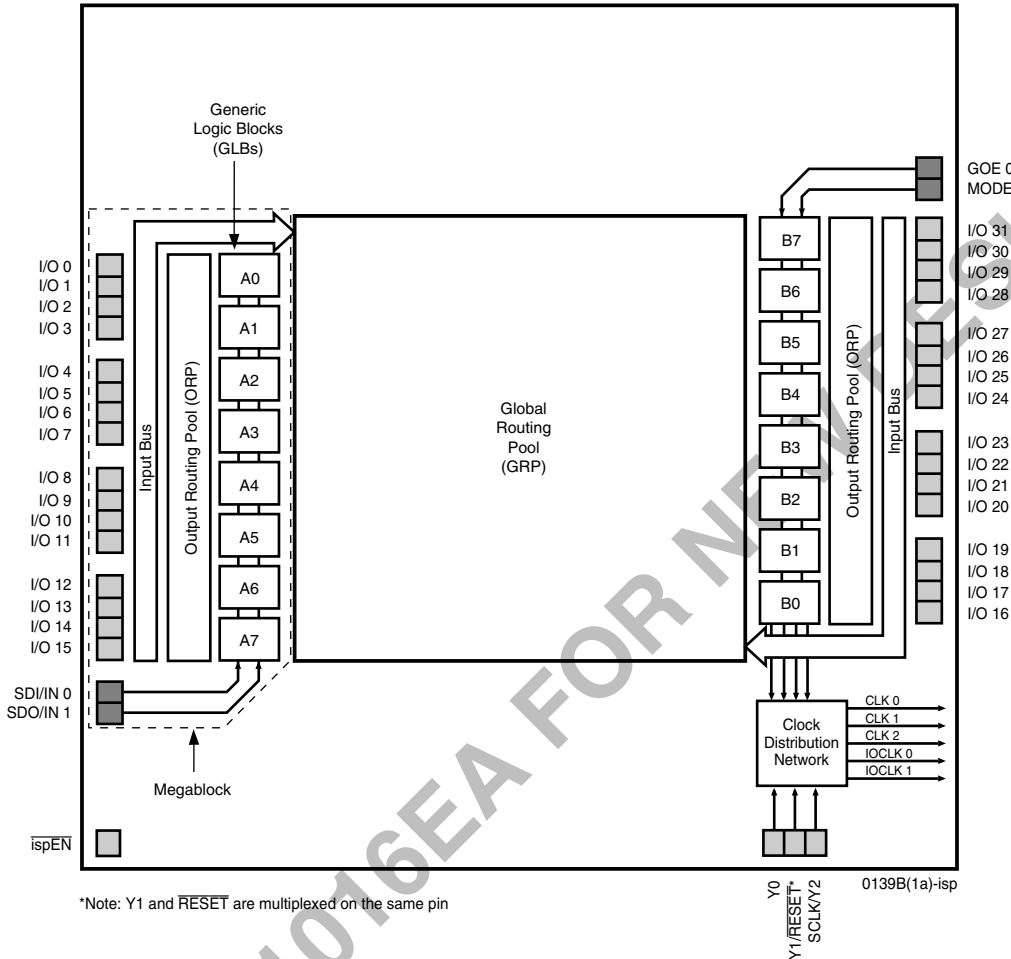 Generic
Logic Blocks
(GLBs)
GOE 0
MODE
I/O 0
I/O 1
I/O 2
I/O 3
I/O 4
I/O 5
I/O 6
I/O 7
I/O 8
I/O 9
I/O 10
I/O 11
I/O 12
I/O 13
I/O 14
I/O 15
SDI/IN 0
SDO/IN 1
Input Bus
Output Routing Pool (ORP)
A0
A1
A2
A3
A4
A5
A6
A7
Global
Routing
Pool
(GRP)
B7
B6
B5
B4
B3
B2
B1
B0
Output Routing Pool (ORP)
Input Bus
I/O 31
I/O 30
I/O 29
I/O 28
I/O 27
I/O 26
I/O 25
I/O 24
I/O 23
I/O 22
I/O 21
I/O 20
I/O 19
I/O 18
I/O 17
I/O 16
Clock
Distribution
Network
CLK 0
CLK 1
CLK 2
IOCLK 0
IOCLK 1
Megablock
ispEN
Y0
Y1/RESET*
SCLK/Y2
0139B(1a)-isp
*Note: Y1 and RESET are multiplexed on the same pin
1016EA FOR NEW